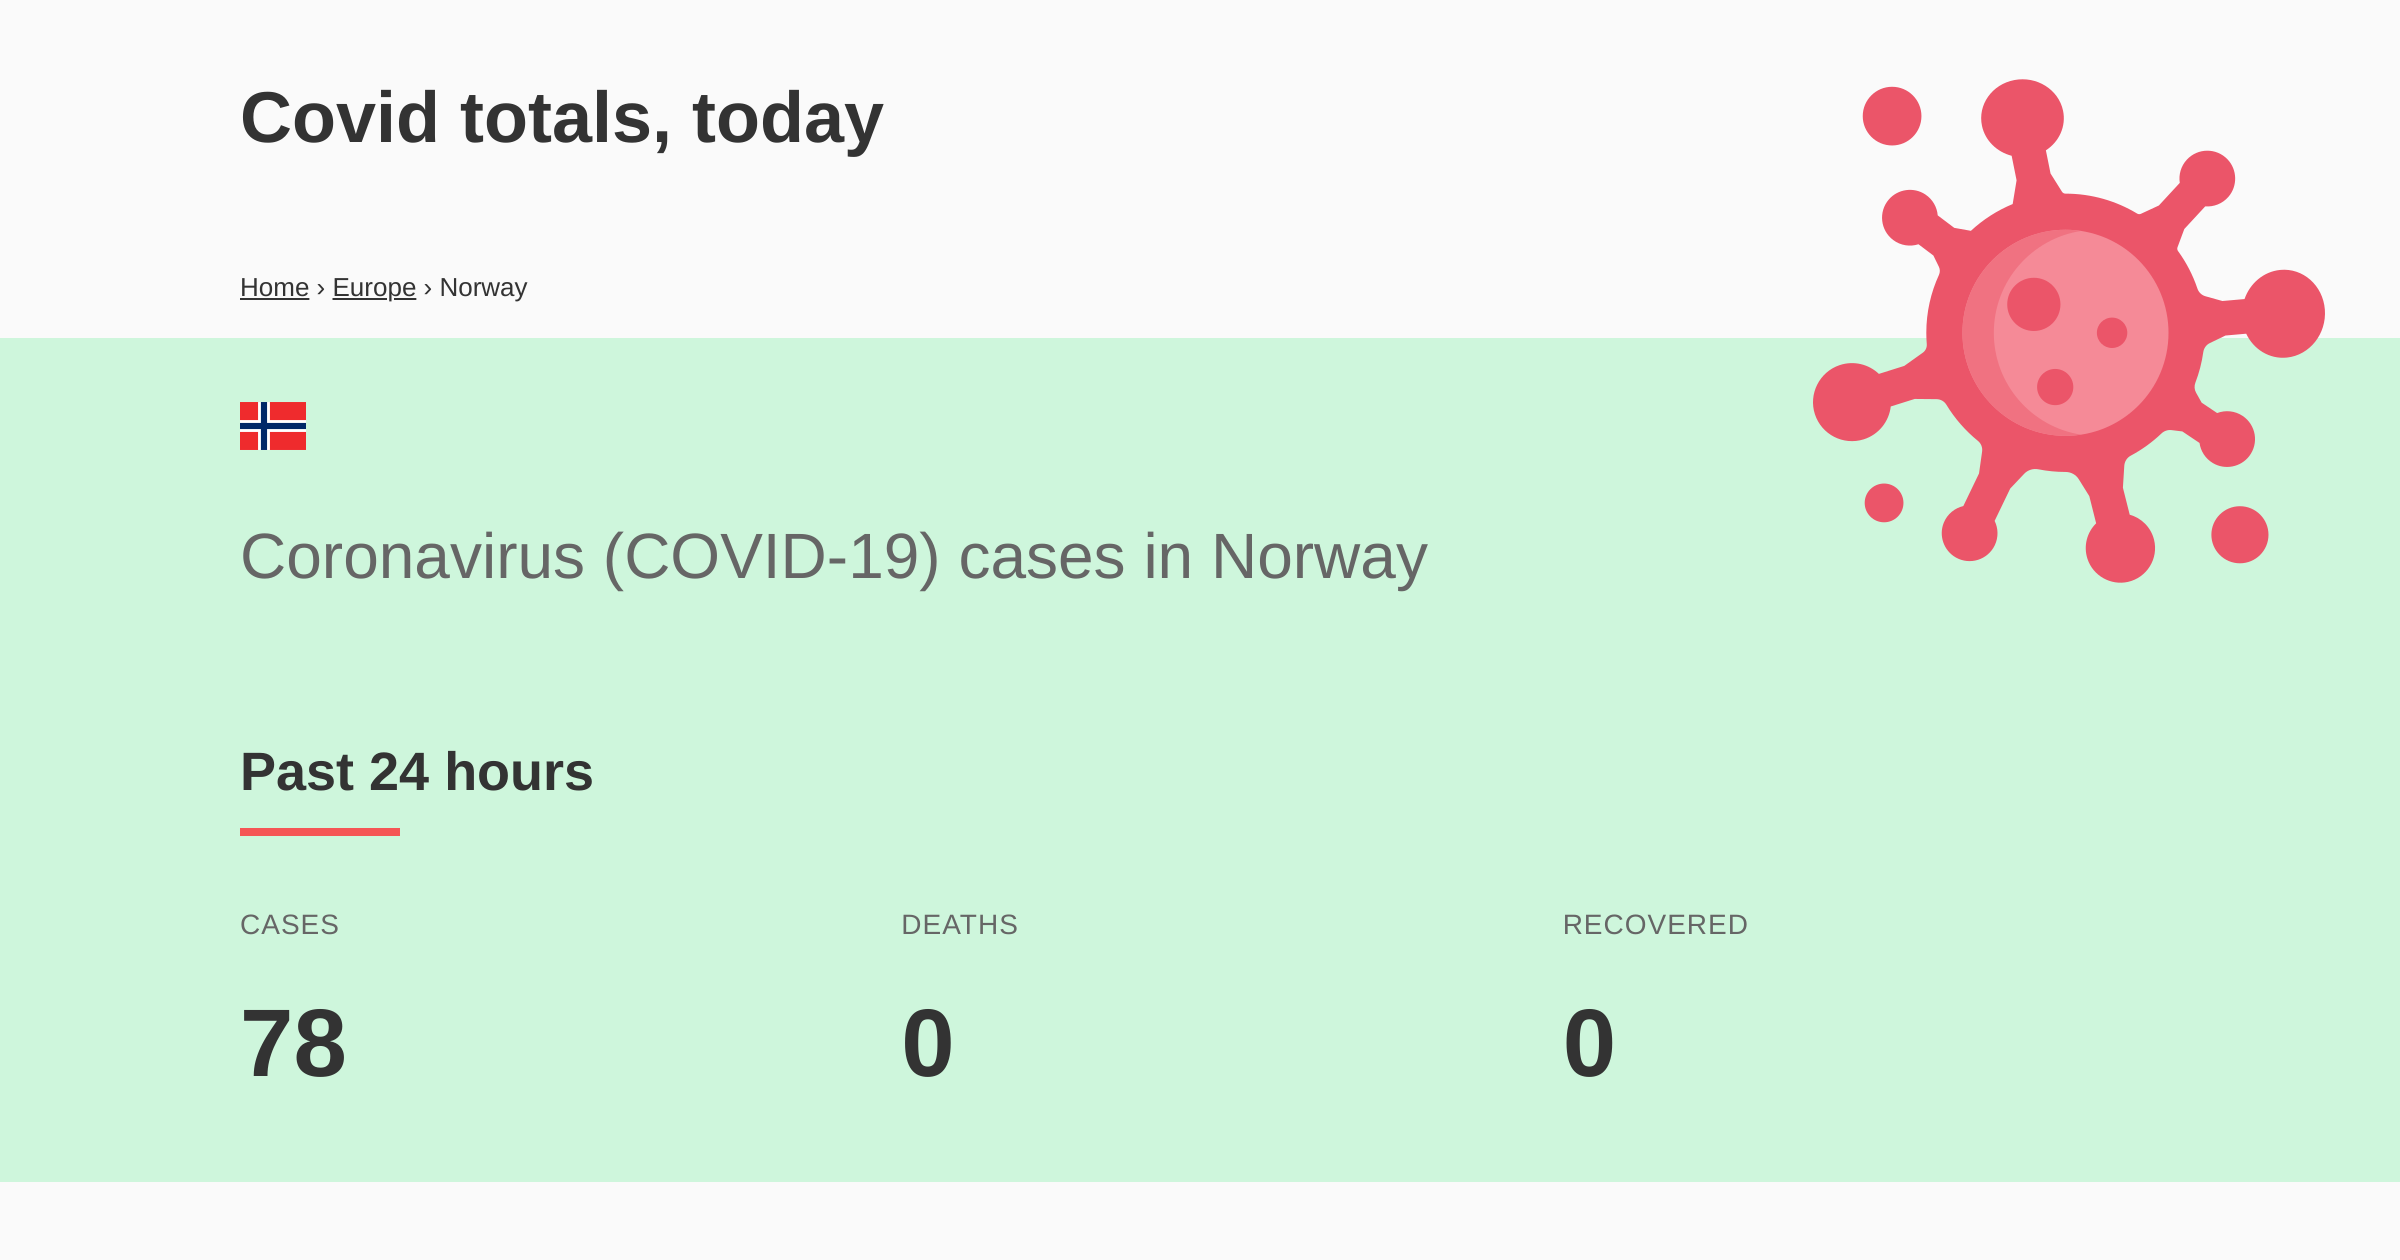 Covid totals, today
Home › Europe › Norway
Coronavirus (COVID-19) cases in Norway
Past 24 hours
CASES DEATHS RECOVERED
78 0 0